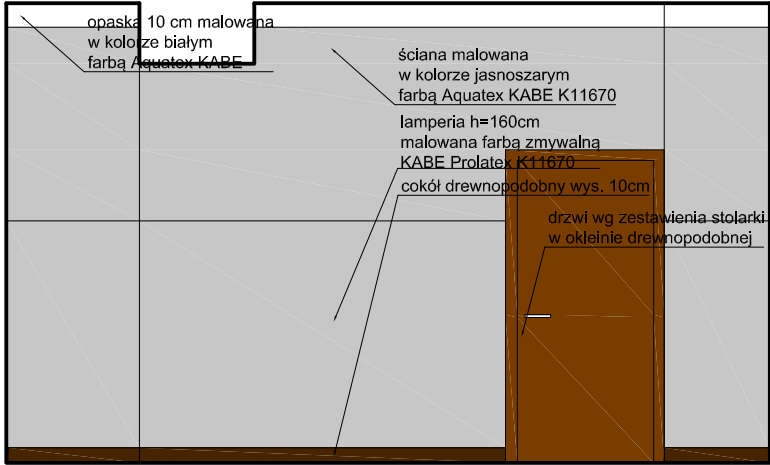 opaska 10 cm malowana
w kolorze białym
farbą Aquatex KABE
ściana malowana
w kolorze jasnoszarym
farbą Aquatex KABE K11670
lamperia h=160cm
malowana farbą zmywalną
KABE Prolatex K11670
cokół drewnopodobny wys. 10cm
drzwi wg zestawienia stolarki
w okleinie drewnopodobnej